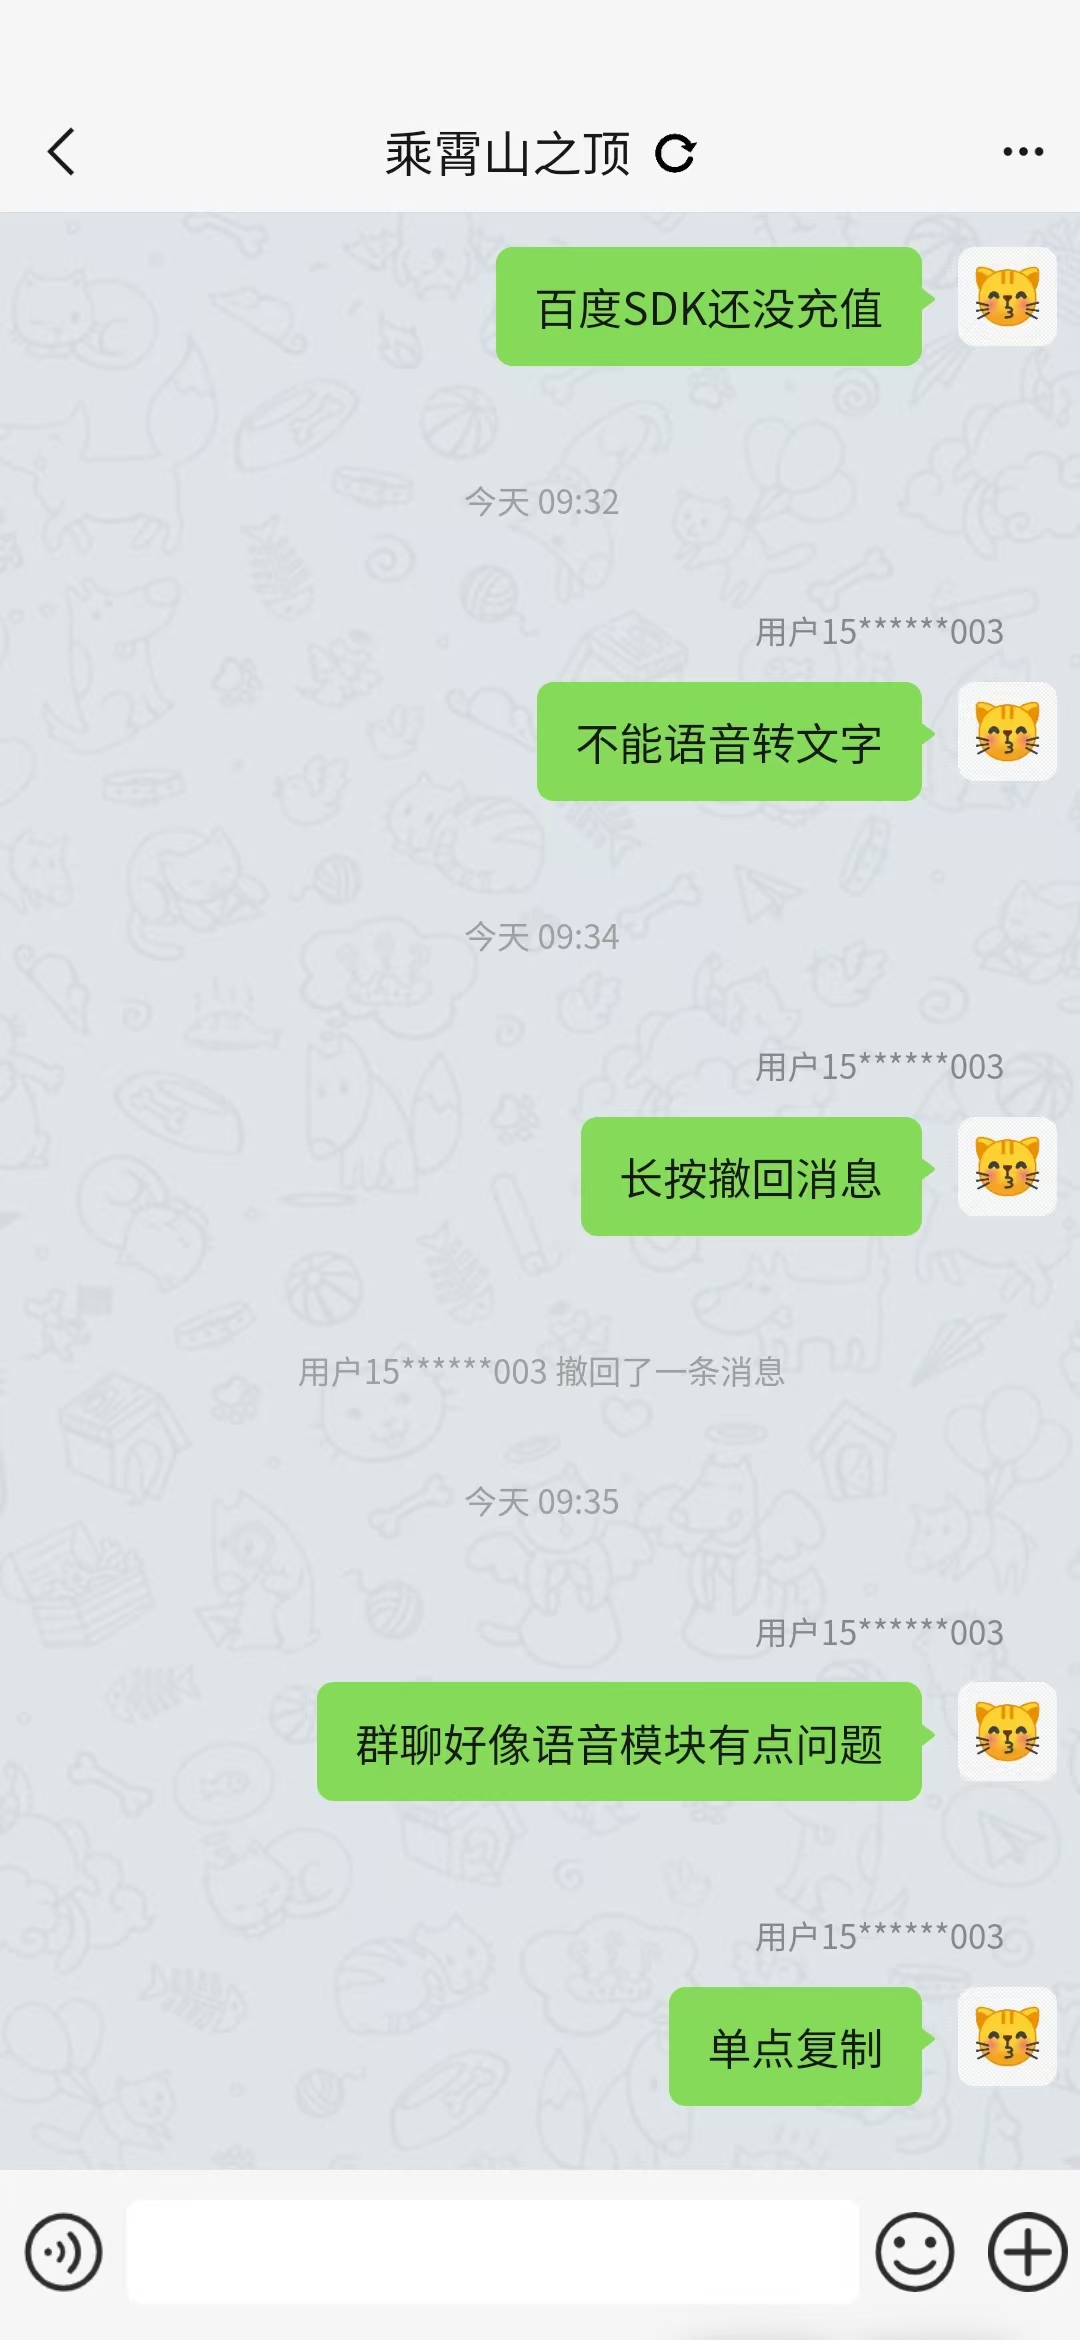 乘霄山之顶
百度SDK还没充值
今天 09:32
用户15******003
不能语音转文字
今天 09:34
用户15******003
长按撤回消息
用户15******003 撤回了一条消息
今天 09:35
用户15******003
群聊好像语音模块有点问题
用户15******003
单点复制